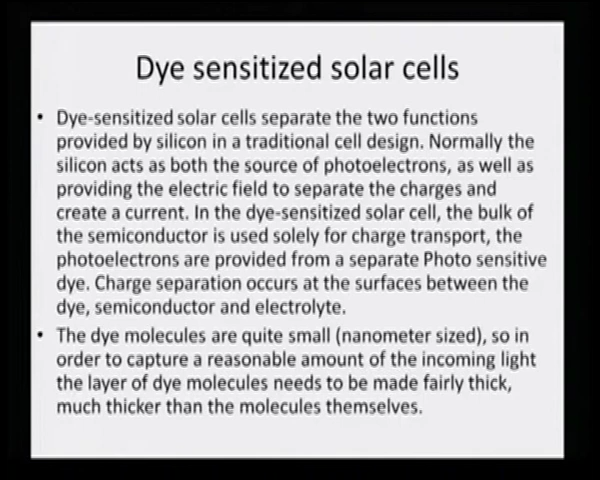 Dye sensitized solar cells
• Dye-sensitized solar cells separate the two functions
provided by silicon in a traditional cell design. Normally the
silicon acts as both the source of photoelectrons, as well as
providing the electric field to separate the charges and
create a current. In the dye-sensitized solar cell, the bulk of
the semiconductor is used solely for charge transport, the
photoelectrons are provided from a separate Photo sensitive
dye. Charge separation occurs at the surfaces between the
dye, semiconductor and electrolyte.
• The dye molecules are quite small (nanometer sized), so in
order to capture a reasonable amount of the incoming light
the layer of dye molecules needs to be made fairly thick,
much thicker than the molecules themselves.